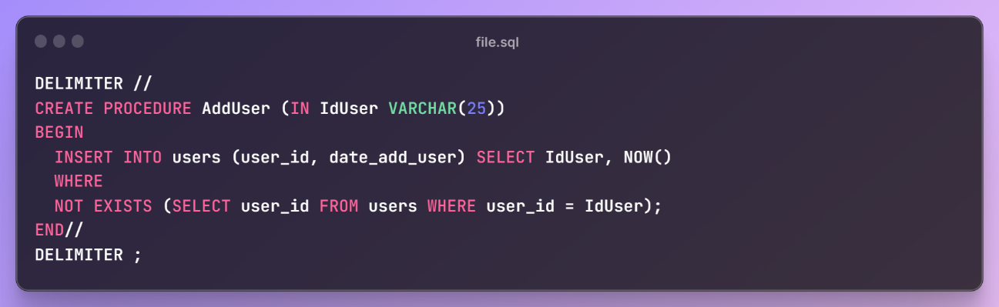 file.sql
DELIMITER //
CREATE PROCEDURE AddUser (IN IdUser VARCHAR(25))
BEGIN
  INSERT INTO users (user_id, date_add_user) SELECT IdUser, NOW()
  WHERE
  NOT EXISTS (SELECT user_id FROM users WHERE user_id = IdUser);
END//
DELIMITER ;